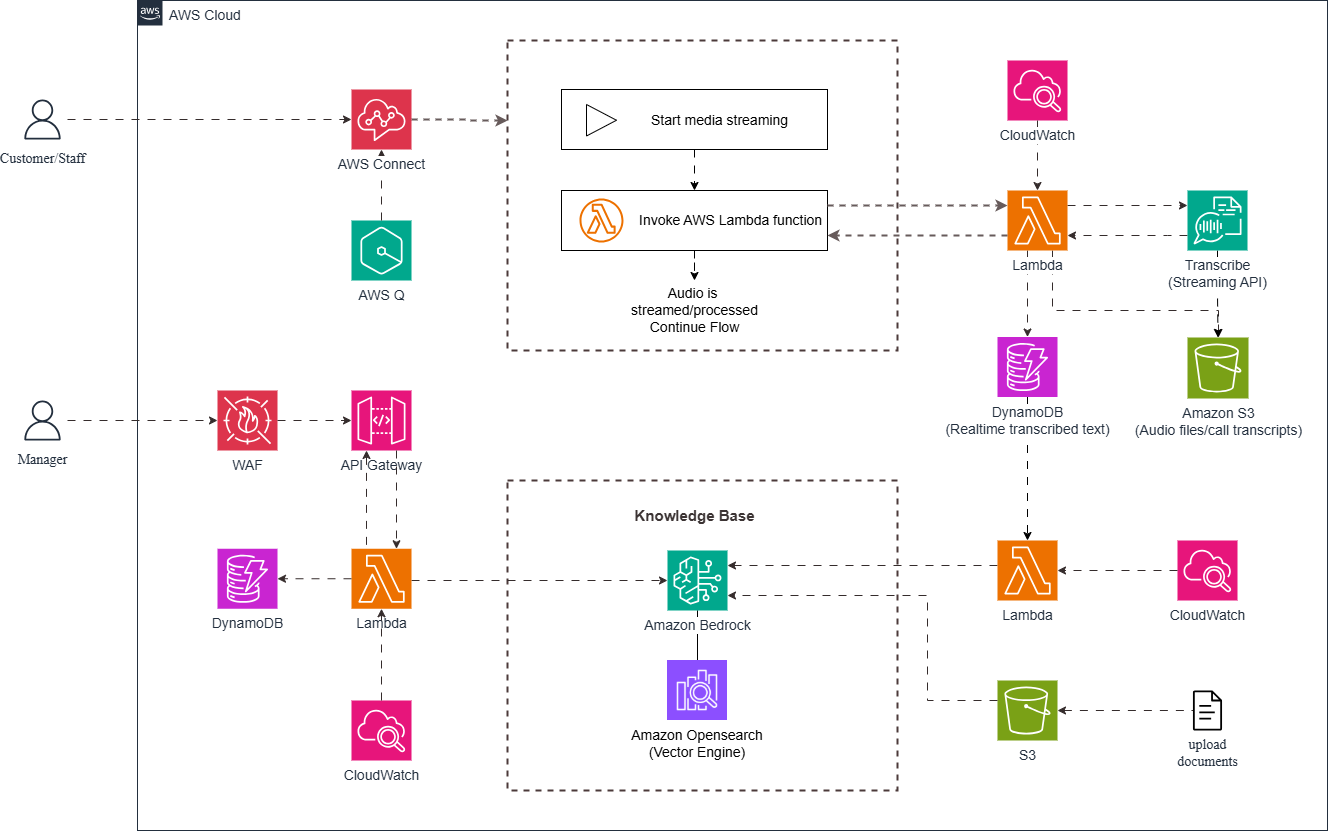 aws
AWS Cloud
Customer/Staff
AWS Connect
AWS Q
Start media streaming
Invoke AWS Lambda function
Audio is
streamed/processed
Continue Flow
CloudWatch
Lambda
Transcribe
(Streaming API)
DynamoDB
(Realtime transcribed text)
Amazon S3
(Audio files/call transcripts)
Manager
WAF
API Gateway
DynamoDB
Lambda
CloudWatch
Knowledge Base
Amazon Bedrock
Amazon Opensearch
(Vector Engine)
Lambda
CloudWatch
S3
upload
documents